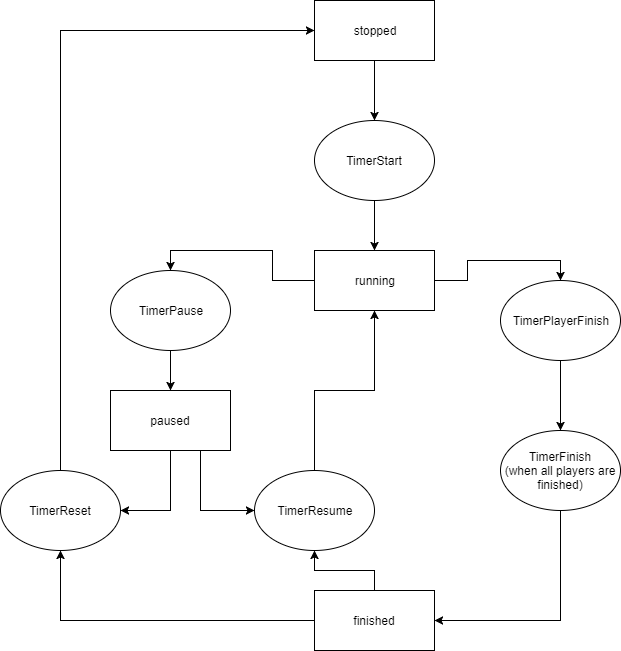 stopped
TimerStart
running
TimerPause
TimerPlayerFinish
paused
TimerFinish
(when all players are
finished)
TimerReset
TimerResume
finished